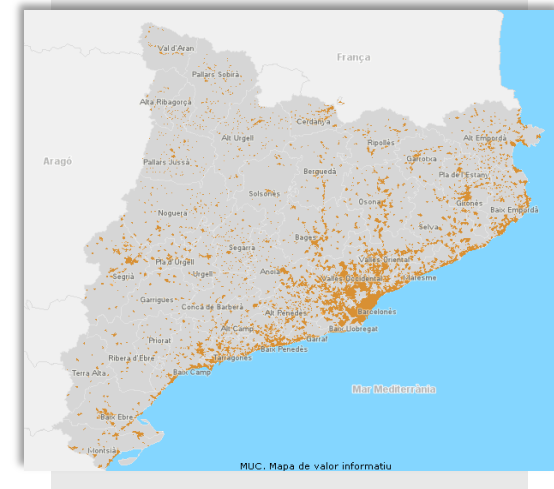 Val d'Aran
França
Pallars Sobirà
Alta Ribagorça
Cerdanya
Alt Urgell
Ripollès
Alt Empordà
Garrotxa
Aragó
Pallars Jussà
Berguedà
Pla de l'Estany
Solsonès
Osona
Gironès
Baix Empordà
Noguera
Selva
Bages
Segarra
Vallès Oriental
Pla d'Urgell
Segrià
Urgell
Anoia
Vallès Occidental
Maresme
Garrigues
Conca de Barberà
Alt Penedès
Barcelonès
Alt Camp
Baix Llobregat
Priorat
Garraf
Baix Penedès
Ribera d'Ebre
Tarragonès
Terra Alta
Baix Camp
Mar Mediterrània
Baix Ebre
Montsià
MUC. Mapa de valor informatiu